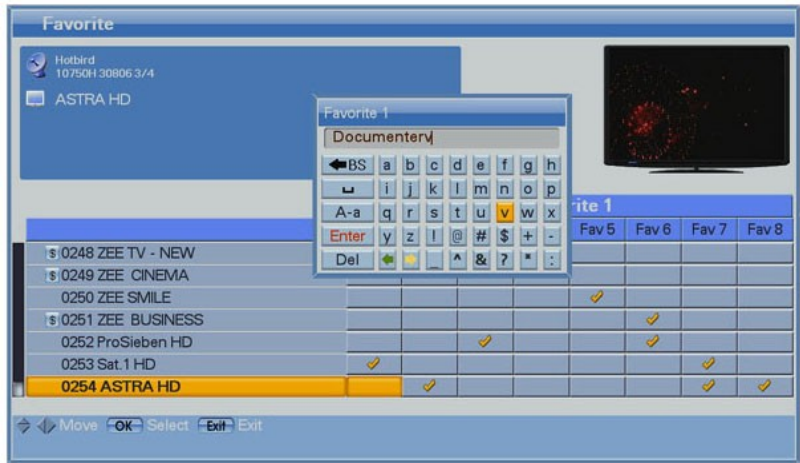 Favorite
Hotbird
10750H 30806 3/4
ASTRA HD
Favorite 1
Documenterv
BS a b c d e f g h
i j k l m n o p
A-a q r s t u v w x
Enter y z ! @ # $ + -
Del _ ^ & ? * :
rite 1
Fav 5 Fav 6 Fav 7 Fav 8
$ 0248 ZEE TV - NEW
$ 0249 ZEE CINEMA
0250 ZEE SMILE
$ 0251 ZEE BUSINESS
0252 ProSieben HD
0253 Sat.1 HD
0254 ASTRA HD
Move OK Select Exit Exit